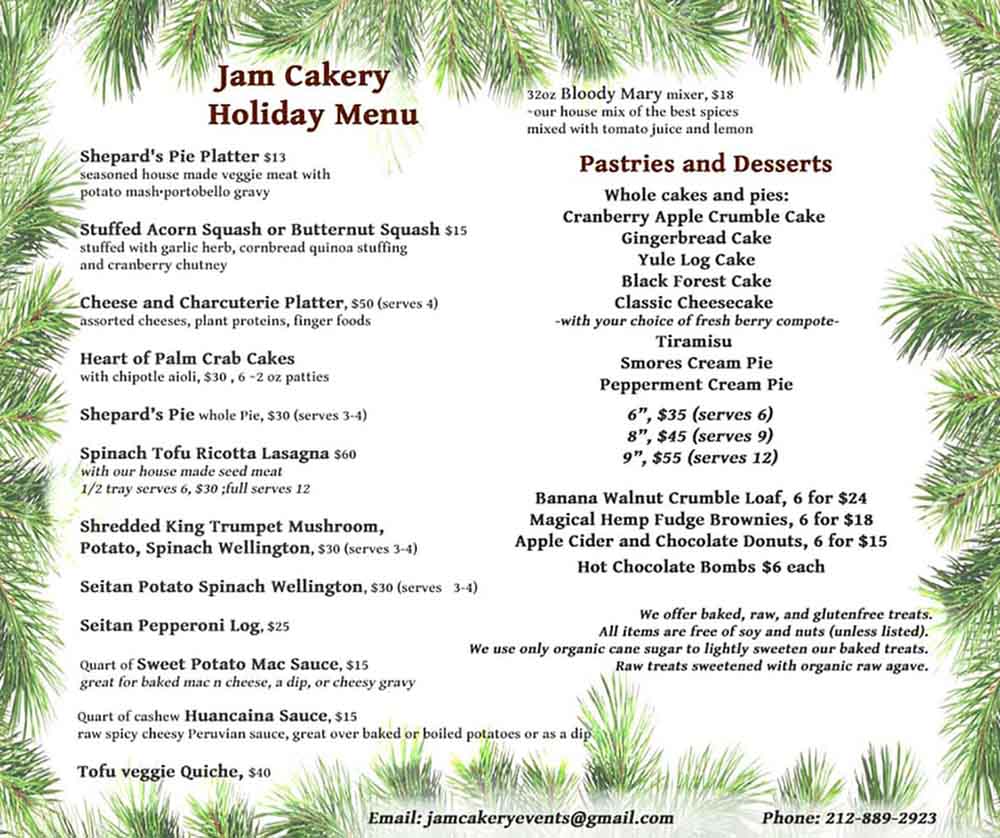 Jam Cakery
Holiday Menu
Shepard's Pie Platter $13
seasoned house made veggie meat with
potato mash•portobello gravy
Stuffed Acorn Squash or Butternut Squash $15
stuffed with garlic herb, cornbread quinoa stuffing
and cranberry chutney
Cheese and Charcuterie Platter, $50 (serves 4)
assorted cheeses, plant proteins, finger foods
Heart of Palm Crab Cakes
with chipotle aioli, $30 , 6 ~2 oz patties
Shepard's Pie whole Pie, $30 (serves 3-4)
Spinach Tofu Ricotta Lasagna $60
with our house made seed meat
1/2 tray serves 6, $30 ;full serves 12
Shredded King Trumpet Mushroom,
Potato, Spinach Wellington, $30 (serves 3-4)
Seitan Potato Spinach Wellington, $30 (serves 3-4)
Seitan Pepperoni Log, $25
Quart of Sweet Potato Mac Sauce, $15
great for baked mac n cheese, a dip, or cheesy gravy
Quart of cashew Huancaina Sauce, $15
raw spicy cheesy Peruvian sauce, great over baked or boiled potatoes or as a dip
Tofu veggie Quiche, $40
32oz Bloody Mary mixer, $18
~our house mix of the best spices
mixed with tomato juice and lemon
Pastries and Desserts
Whole cakes and pies:
Cranberry Apple Crumble Cake
Gingerbread Cake
Yule Log Cake
Black Forest Cake
Classic Cheesecake
-with your choice of fresh berry compote-
Tiramisu
Smores Cream Pie
Pepperment Cream Pie
6”, $35 (serves 6)
8”, $45 (serves 9)
9”, $55 (serves 12)
Banana Walnut Crumble Loaf, 6 for $24
Magical Hemp Fudge Brownies, 6 for $18
Apple Cider and Chocolate Donuts, 6 for $15
Hot Chocolate Bombs $6 each
We offer baked, raw, and glutenfree treats.
All items are free of soy and nuts (unless listed).
We use only organic cane sugar to lightly sweeten our baked treats.
Raw treats sweetened with organic raw agave.
Email: jamcakeryevents@gmail.com
Phone: 212-889-2923